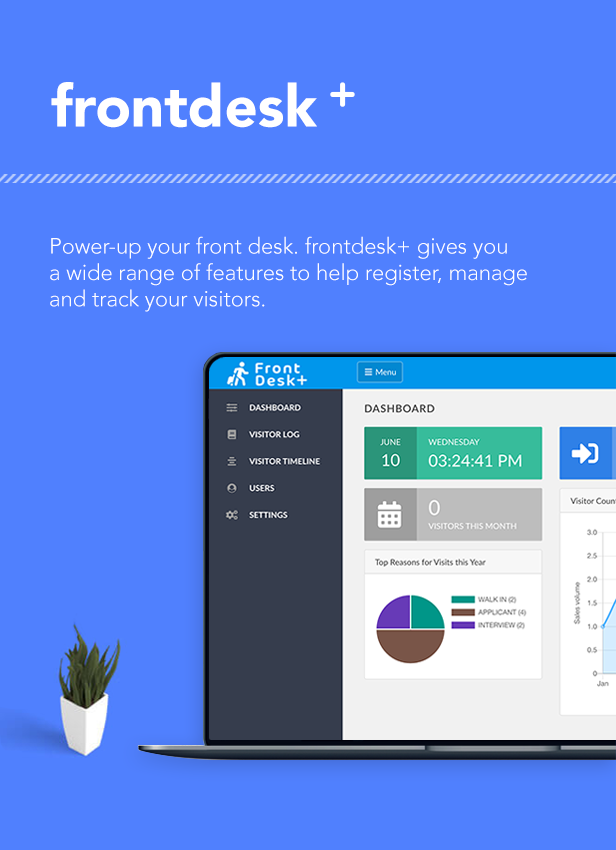 frontdesk +
Power-up your front desk. frontdesk+ gives you
a wide range of features to help register, manage
and track your visitors.
Front
Desk+
Menu
DASHBOARD
VISITOR LOG
VISITOR TIMELINE
USERS
SETTINGS
DASHBOARD
JUNE
10
WEDNESDAY
03:24:41 PM
0
VISITORS THIS MONTH
Top Reasons for Visits this Year
WALK IN (2)
APPLICANT (4)
INTERVIEW (2)
Visitor Coun
Sales volume
3.0
2.5
2.0
1.5
1.0
0.5
0
Jan